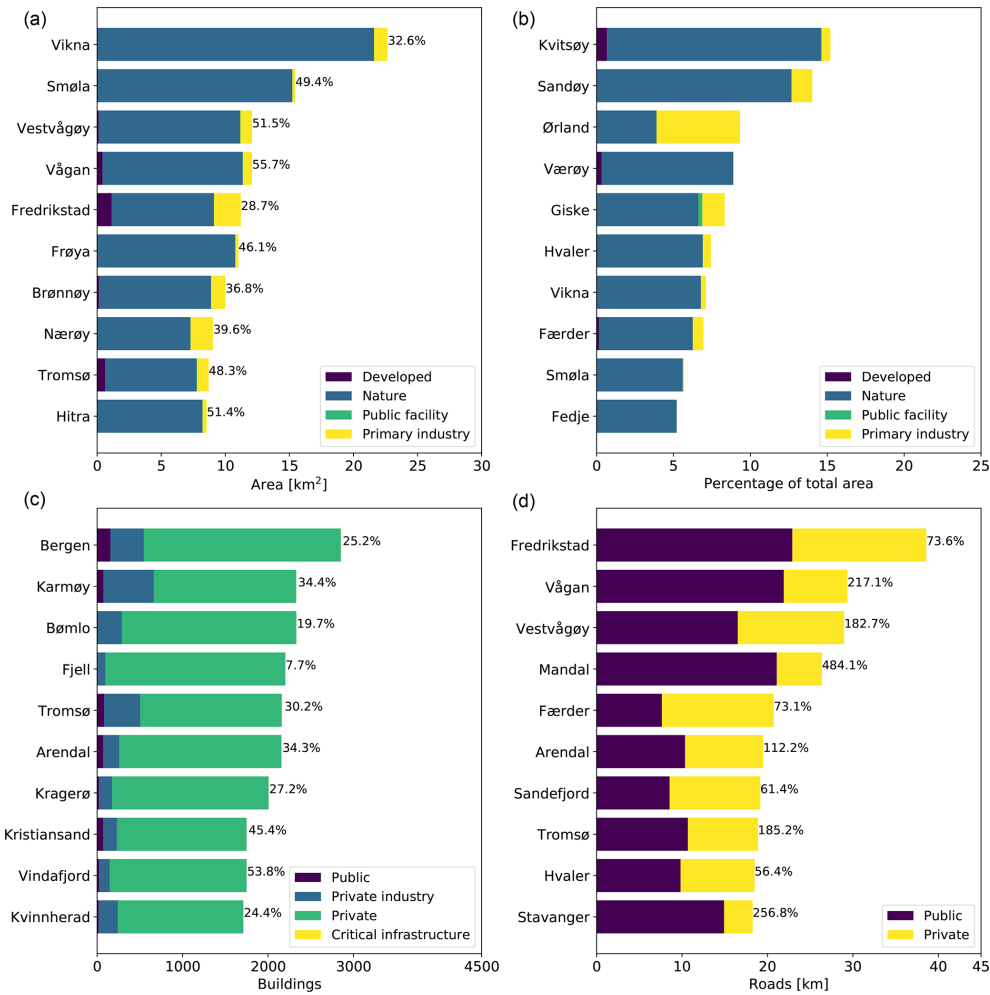 (a)
Vikna
32.6%
Smøla
49.4%
Vestvågøy
51.5%
Vågan
55.7%
Fredrikstad
28.7%
Frøya
46.1%
Brønnøy
36.8%
Nærøy
39.6%
Tromsø
48.3%
Hitra
51.4%
Developed
Nature
Public facility
Primary industry
0 5 10 15 20 25 30
Area [km²]
(b)
Kvitsøy
Sandøy
Ørland
Værøy
Giske
Hvaler
Vikna
Færder
Smøla
Fedje
Developed
Nature
Public facility
Primary industry
0 5 10 15 20 25
Percentage of total area
(c)
Bergen
25.2%
Karmøy
34.4%
Bømlo
19.7%
Fjell
7.7%
Tromsø
30.2%
Arendal
34.3%
Kragerø
27.2%
Kristiansand
45.4%
Vindafjord
53.8%
Kvinnherad
24.4%
Public
Private industry
Private
Critical infrastructure
0 1000 2000 3000 4500
Buildings
(d)
Fredrikstad
73.6%
Vågan
217.1%
Vestvågøy
182.7%
Mandal
484.1%
Færder
73.1%
Arendal
112.2%
Sandefjord
61.4%
Tromsø
185.2%
Hvaler
56.4%
Stavanger
256.8%
Public
Private
0 10 20 30 40 45
Roads [km]